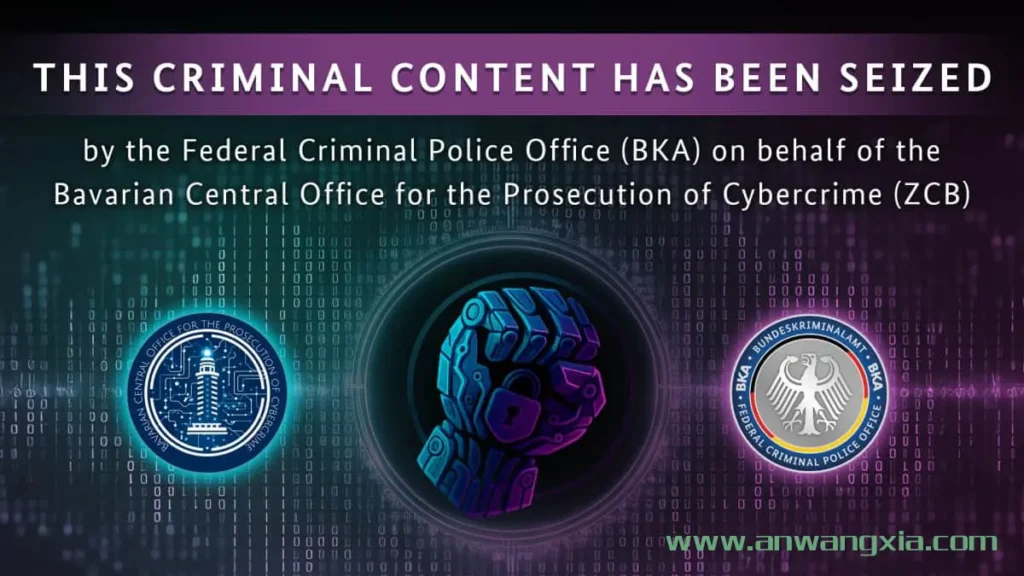 THIS CRIMINAL CONTENT HAS BEEN SEIZED
by the Federal Criminal Police Office (BKA) on behalf of the
Bavarian Central Office for the Prosecution of Cybercrime (ZCB)
BAVARIAN CENTRAL OFFICE FOR THE PROSECUTION OF CYBERCRIME
BKA • BUNDESKRIMINALAMT • BKA
FEDERAL CRIMINAL POLICE OFFICE
www.anwangxia.com